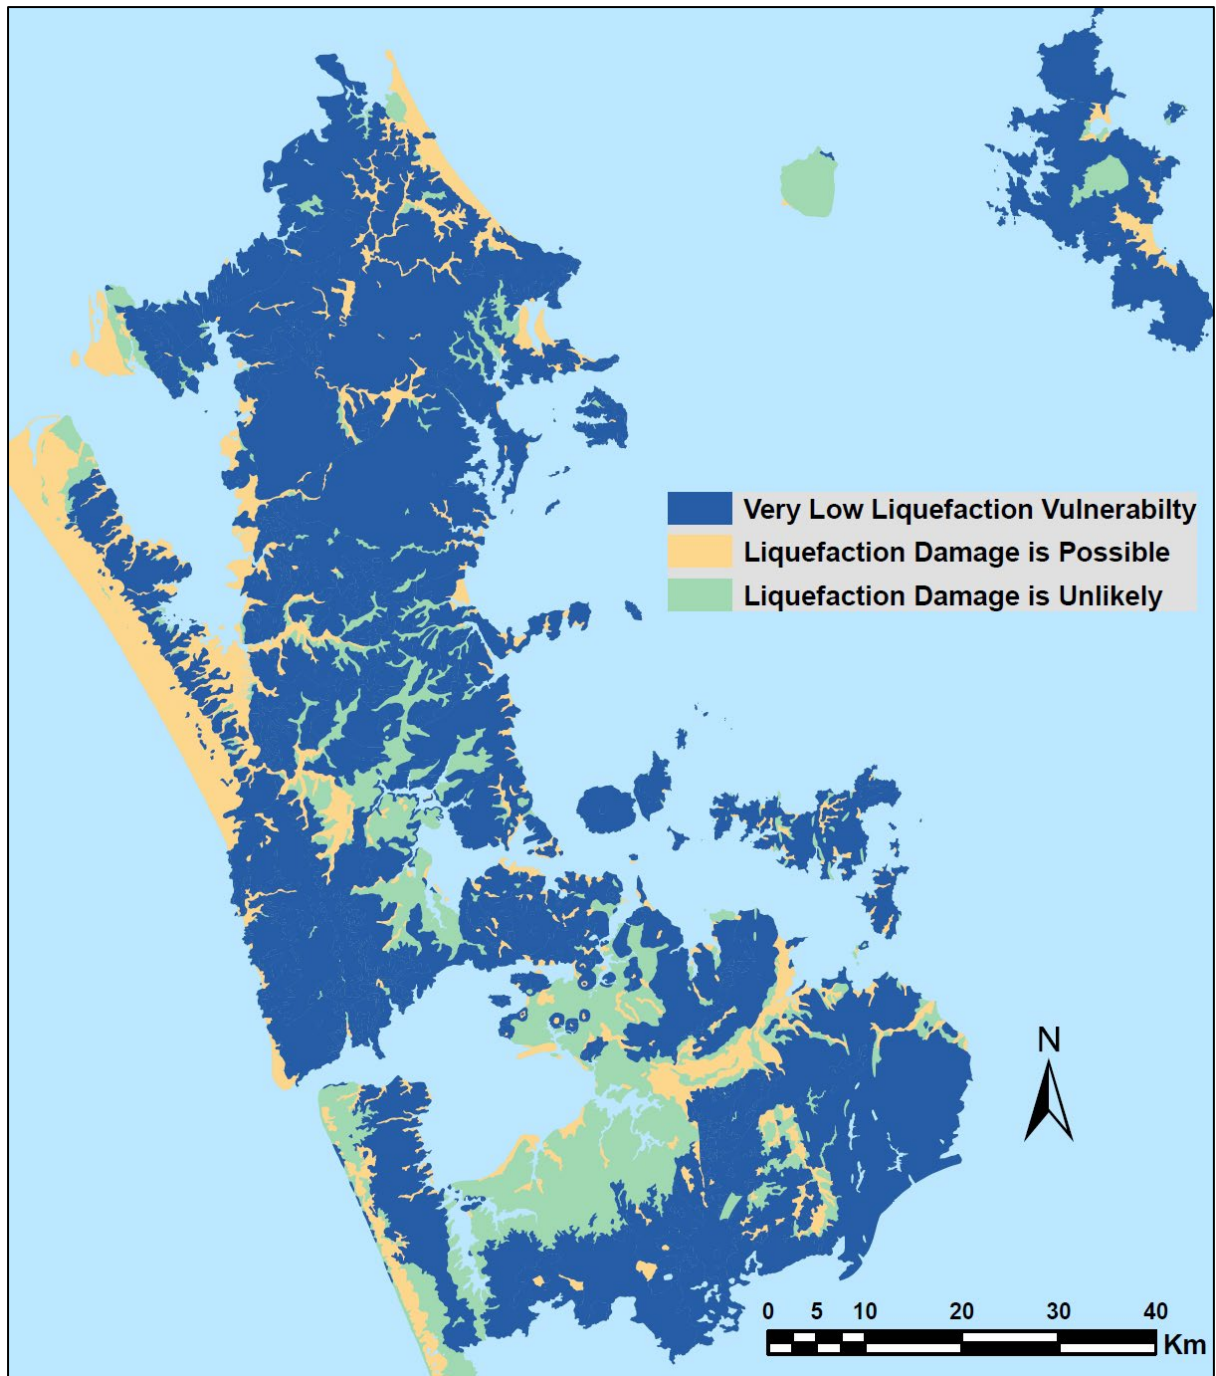 Very Low Liquefaction Vulnerabilty
Liquefaction Damage is Possible
Liquefaction Damage is Unlikely
N
0 5 10 20 30 40
Km